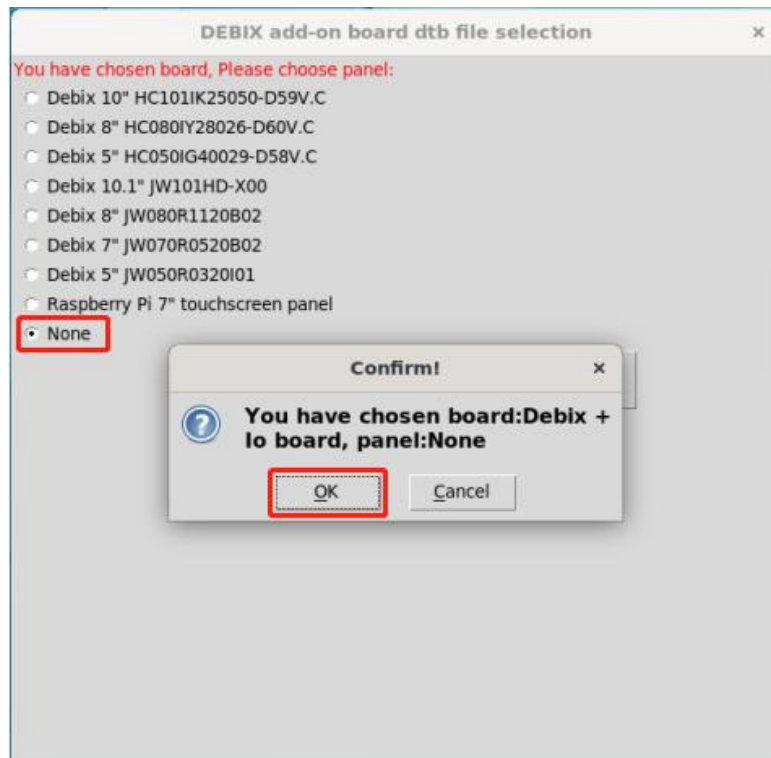 DEBIX add-on board dtb file selection ×
You have chosen board, Please choose panel:
Debix 10" HC101IK25050-D59V.C
Debix 8" HC080IY28026-D60V.C
Debix 5" HC050IG40029-D58V.C
Debix 10.1" JW101HD-X00
Debix 8" JW080R1120B02
Debix 7" JW070R0520B02
Debix 5" JW050R0320I01
Raspberry Pi 7" touchscreen panel
None
Confirm! ×
You have chosen board:Debix +
Io board, panel:None
OK Cancel